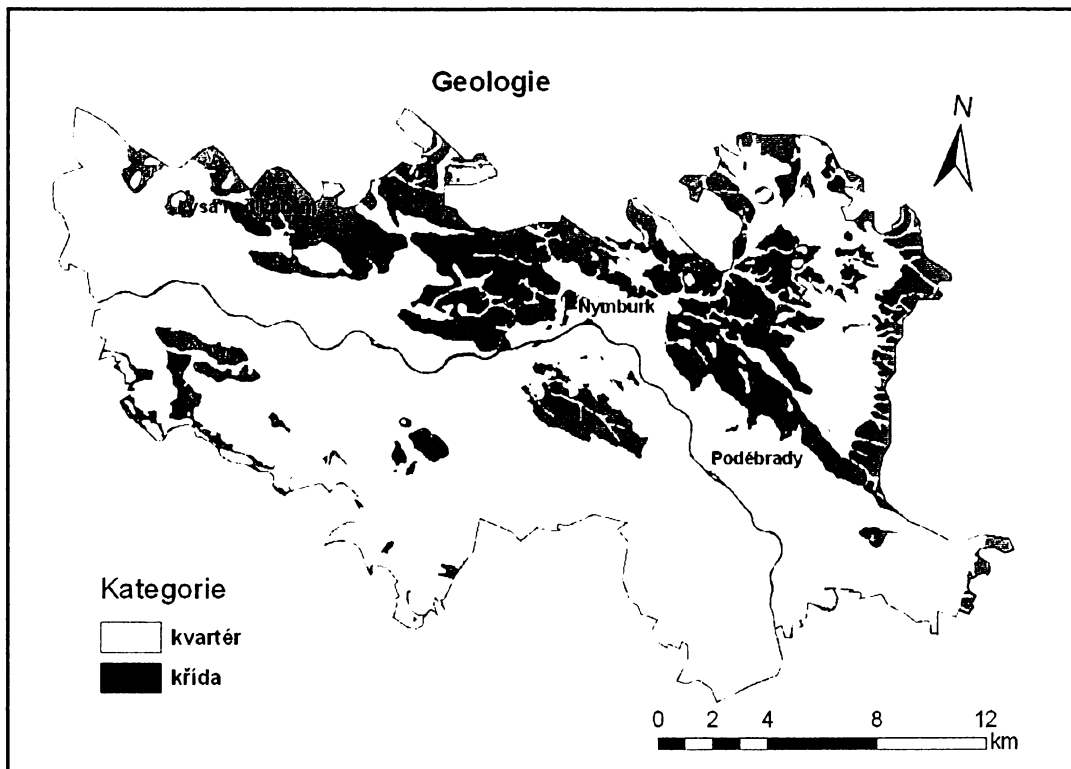 Geologie
N
Nymburk
Poděbrady
Kategorie
kvartér
křída
0 2 4 8 12
km